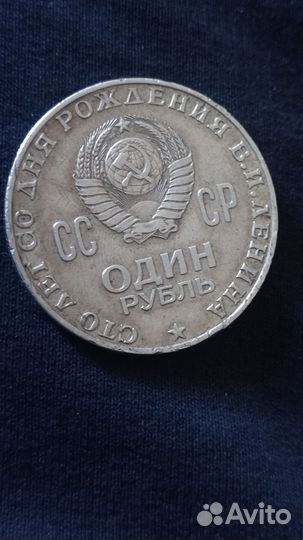 СТО ЛЕТ СО ДНЯ РОЖДЕНИЯ В.И.ЛЕНИНА
СС СР
ОДИН
РУБЛЬ
Avito